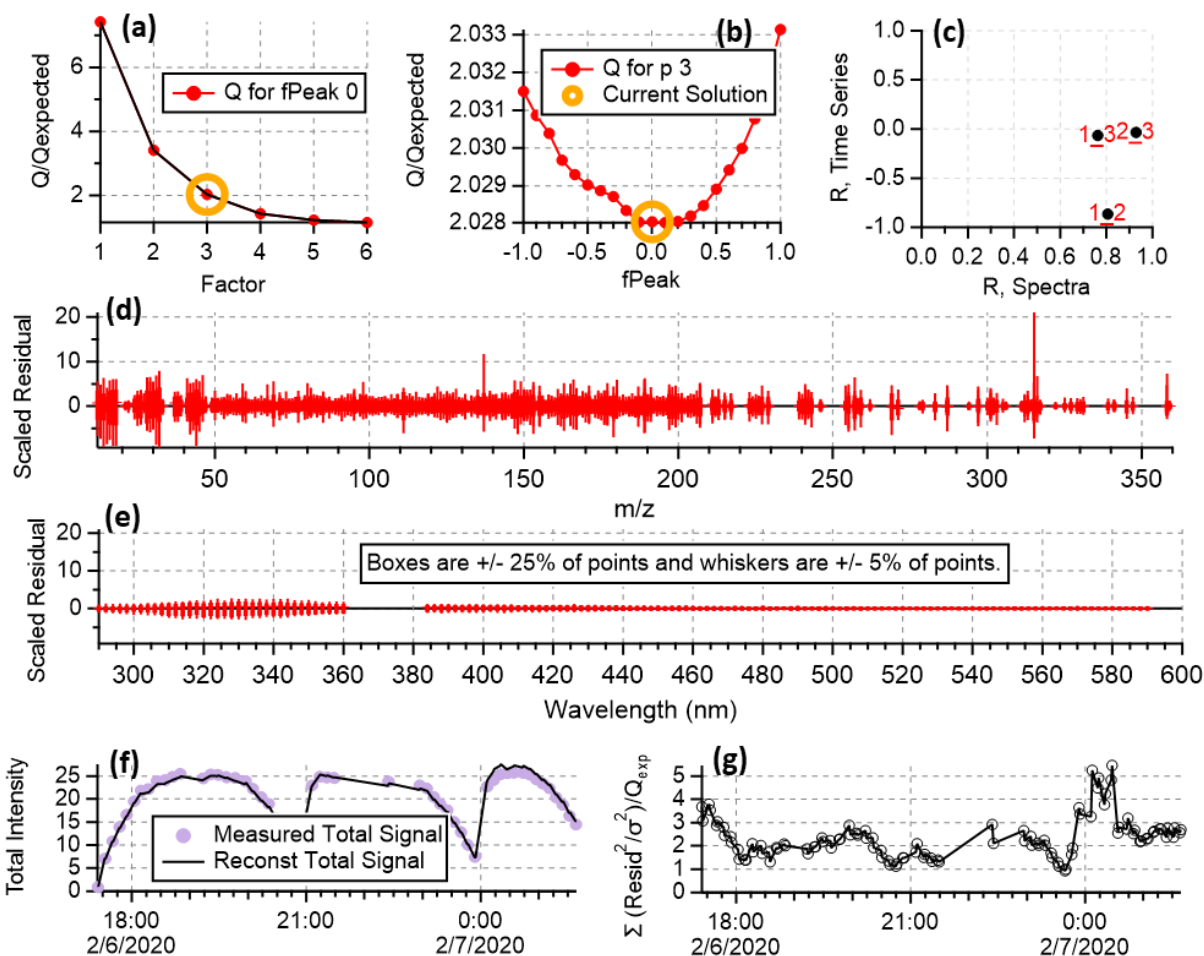 (a)
Q/Qexpected
6
4
2
Q for fPeak 0
1 2 3 4 5 6
Factor
(b)
Q/Qexpected
2.033
2.031
2.030
2.028
Q for p 3
Current Solution
-1.0 -0.5 0.0 0.5 1.0
fPeak
(c)
R, Time Series
1.0
0.5
0.0
-0.5
-1.0
1 3 2 3
1 2
0.0 0.2 0.4 0.6 0.8 1.0
R, Spectra
(d)
Scaled Residual
20
10
0
50 100 150 200 250 300 350
m/z
(e)
Scaled Residual
20
10
0
Boxes are +/- 25% of points and whiskers are +/- 5% of points.
300 320 340 360 380 400 420 440 460 480 500 520 540 560 580 600
Wavelength (nm)
(f)
Total Intensity
25
20
15
10
5
0
Measured Total Signal
Reconst Total Signal
18:00 21:00 0:00
2/6/2020 2/7/2020
(g)
Σ (Resid²/σ²)/Qexp
5
4
3
2
1
0
18:00 21:00 0:00
2/6/2020 2/7/2020